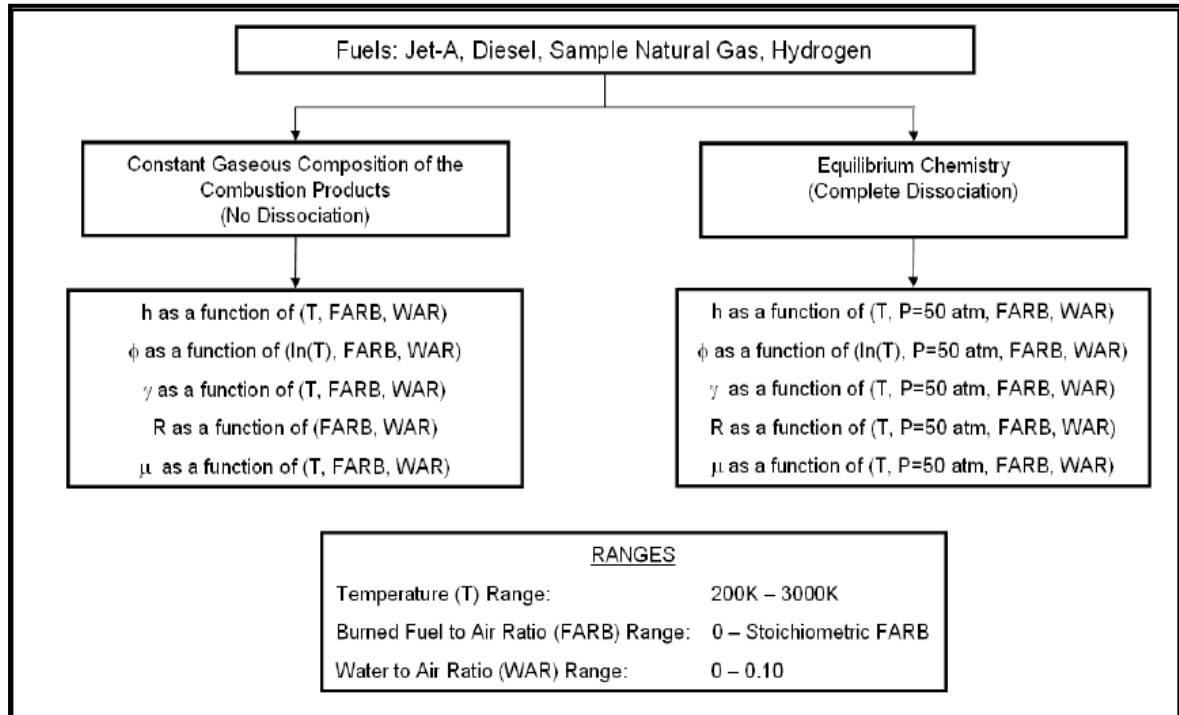 Fuels: Jet-A, Diesel, Sample Natural Gas, Hydrogen
Constant Gaseous Composition of the
Combustion Products
(No Dissociation)
Equilibrium Chemistry
(Complete Dissociation)
h as a function of (T, FARB, WAR)
ϕ as a function of (ln(T), FARB, WAR)
γ as a function of (T, FARB, WAR)
R as a function of (FARB, WAR)
μ as a function of (T, FARB, WAR)
h as a function of (T, P=50 atm, FARB, WAR)
ϕ as a function of (ln(T), P=50 atm, FARB, WAR)
γ as a function of (T, P=50 atm, FARB, WAR)
R as a function of (T, P=50 atm, FARB, WAR)
μ as a function of (T, P=50 atm, FARB, WAR)
RANGES
Temperature (T) Range: 200K – 3000K
Burned Fuel to Air Ratio (FARB) Range: 0 – Stoichiometric FARB
Water to Air Ratio (WAR) Range: 0 – 0.10